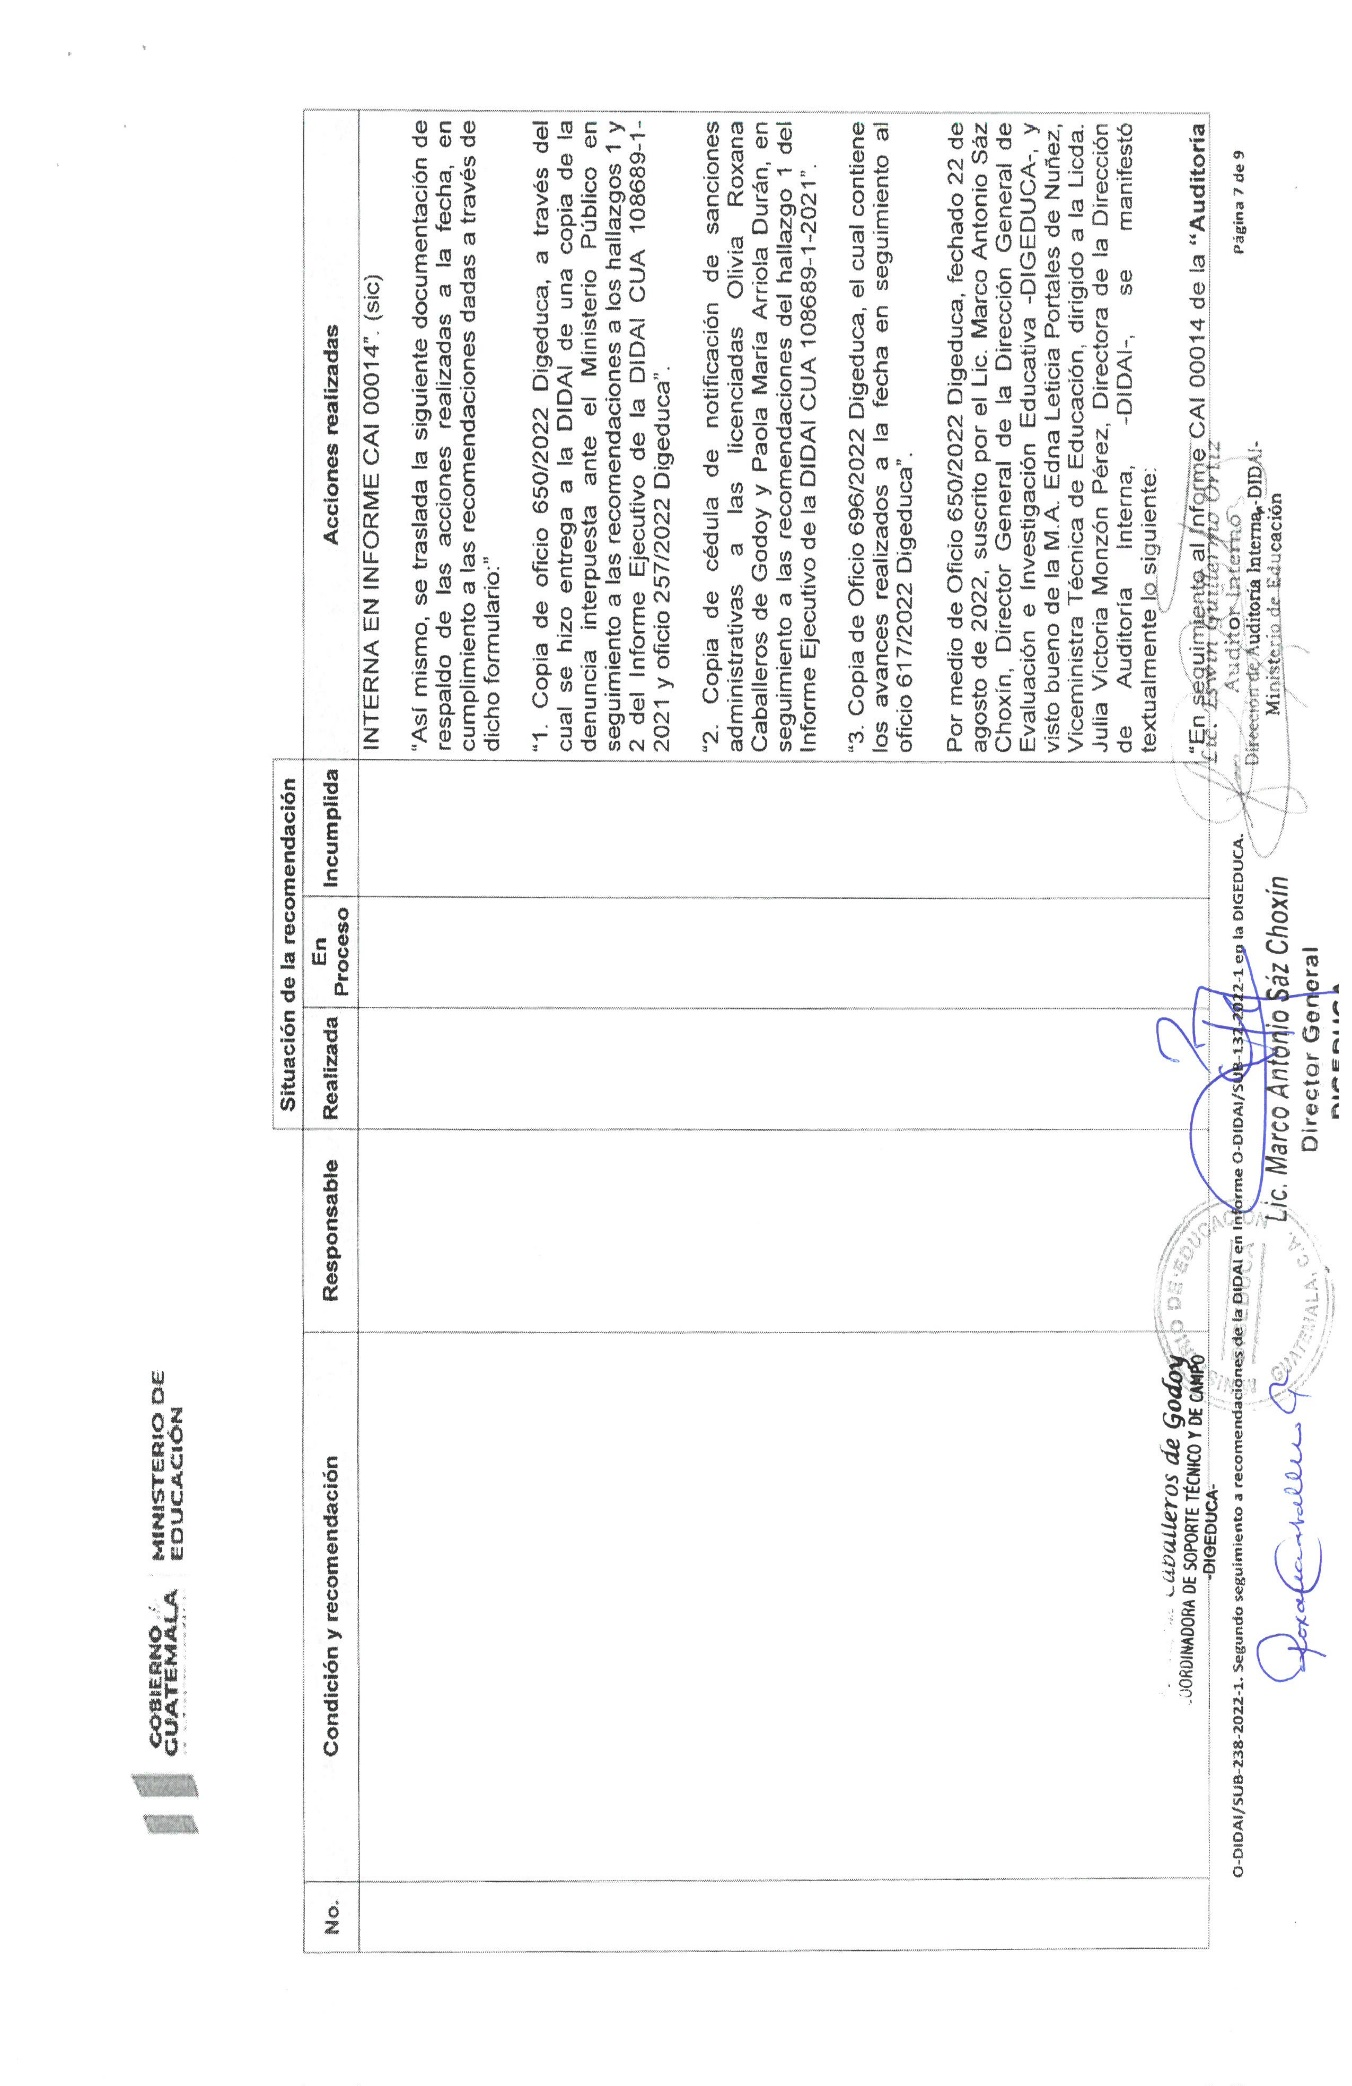 GOBIERNO
GUATEMALA
MINISTERIO DE
EDUCACIÓN
Situación de la recomendación
No.
Condición y recomendación
Responsable
Realizada
En
Proceso
Incumplida
Acciones realizadas
INTERNA EN INFORME CAI 00014”. (sic)
“Así mismo, se traslada la siguiente documentación de
respaldo de las acciones realizadas a la fecha, en
cumplimiento a las recomendaciones dadas a través de
dicho formulario:”
“1. Copia de oficio 650/2022 Digeduca, a través del
cual se hizo entrega a la DIDAI de una copia de la
denuncia interpuesta ante el Ministerio Público en
seguimiento a las recomendaciones a los hallazgos 1 y
2 del Informe Ejecutivo de la DIDAI CUA 108689-1-
2021 y oficio 257/2022 Digeduca”.
“2. Copia de cédula de notificación de sanciones
administrativas a las licenciadas Olivia Roxana
Caballeros de Godoy y Paola María Arriola Durán, en
seguimiento a las recomendaciones del hallazgo 1 del
Informe Ejecutivo de la DIDAI CUA 108689-1-2021”.
“3. Copia de Oficio 696/2022 Digeduca, el cual contiene
los avances realizados a la fecha en seguimiento al
oficio 617/2022 Digeduca”.
Por medio de Oficio 650/2022 Digeduca, fechado 22 de
agosto de 2022, suscrito por el Lic. Marco Antonio Sáz
Choxín, Director General de la Dirección General de
Evaluación e Investigación Educativa -DIGEDUCA-, y
visto bueno de la M.A. Edna Leticia Portales de Nuñez,
Viceministra Técnica de Educación, dirigido a la Licda.
Julia Victoria Monzón Pérez, Directora de la Dirección
de Auditoría Interna, -DIDAI-, se manifestó
textualmente lo siguiente:
“En seguimiento al Informe CAI 00014 de la “Auditoria
Lic. Eswin Guillermo Ortiz
Auditor Interno
Dirección de Auditoría Interna, -DIDAI-
Ministerio de Educación
Caballeros de Godoy
COORDINADORA DE SOPORTE TÉCNICO Y DE CAMPO
-DIGEDUCA-
MINISTERIO DE EDUCACIÓN
DIGEDUCA
GUATEMALA, C.A.
O-DIDAI/SUB-238-2022-1. Segundo seguimiento a recomendaciones de la DIDAI en Informe O-DIDAI/SUB-132-2022-1 en la DIGEDUCA.
Página 7 de 9
Lic. Marco Antonio Sáz Choxín
Director General
DIGEDUCA